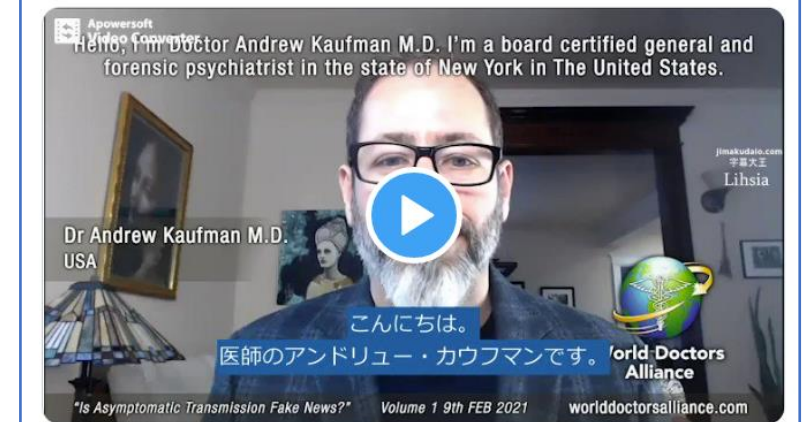 Apowersoft
Video Converter
Hello, I'm Doctor Andrew Kaufman M.D. I'm a board certified general and
forensic psychiatrist in the state of New York in The United States.
jimakudaio.com
字幕大王
Lihsia
Dr Andrew Kaufman M.D.
USA
こんにちは。
医師のアンドリュー・カウフマンです。
World Doctors
Alliance
"Is Asymptomatic Transmission Fake News?" Volume 1 9th FEB 2021 worlddoctorsalliance.com